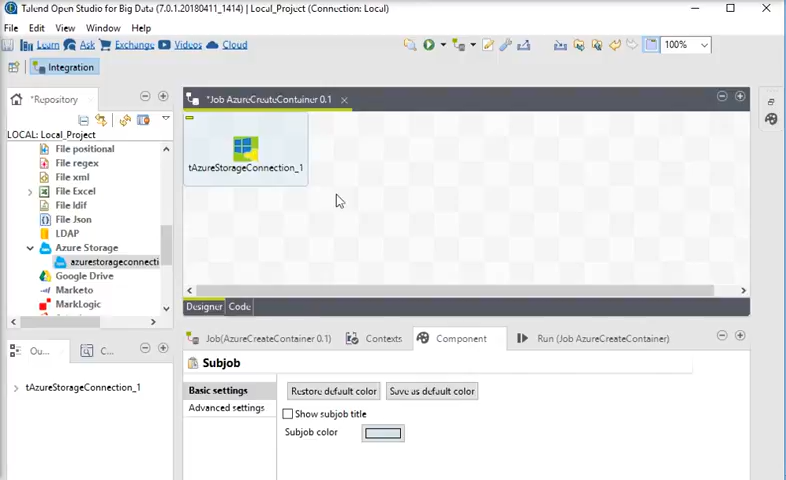 Talend Open Studio for Big Data (7.0.1.20180411_1414) | Local_Project (Connection: Local)
File Edit View Window Help
Learn Ask Exchange Videos Cloud 100%
Integration
*Repository
*Job AzureCreateContainer 0.1
LOCAL: Local_Project
File positional
File regex
File xml
File Excel
File ldif
File Json
LDAP
Azure Storage
azurestorageconnecti
Google Drive
Marketo
MarkLogic
tAzureStorageConnection_1
Designer Code
Job(AzureCreateContainer 0.1) Contexts Component Run (Job AzureCreateContainer)
Ou... C...
Subjob
tAzureStorageConnection_1
Basic settings
Advanced settings
Restore default color Save as default color
Show subjob title
Subjob color